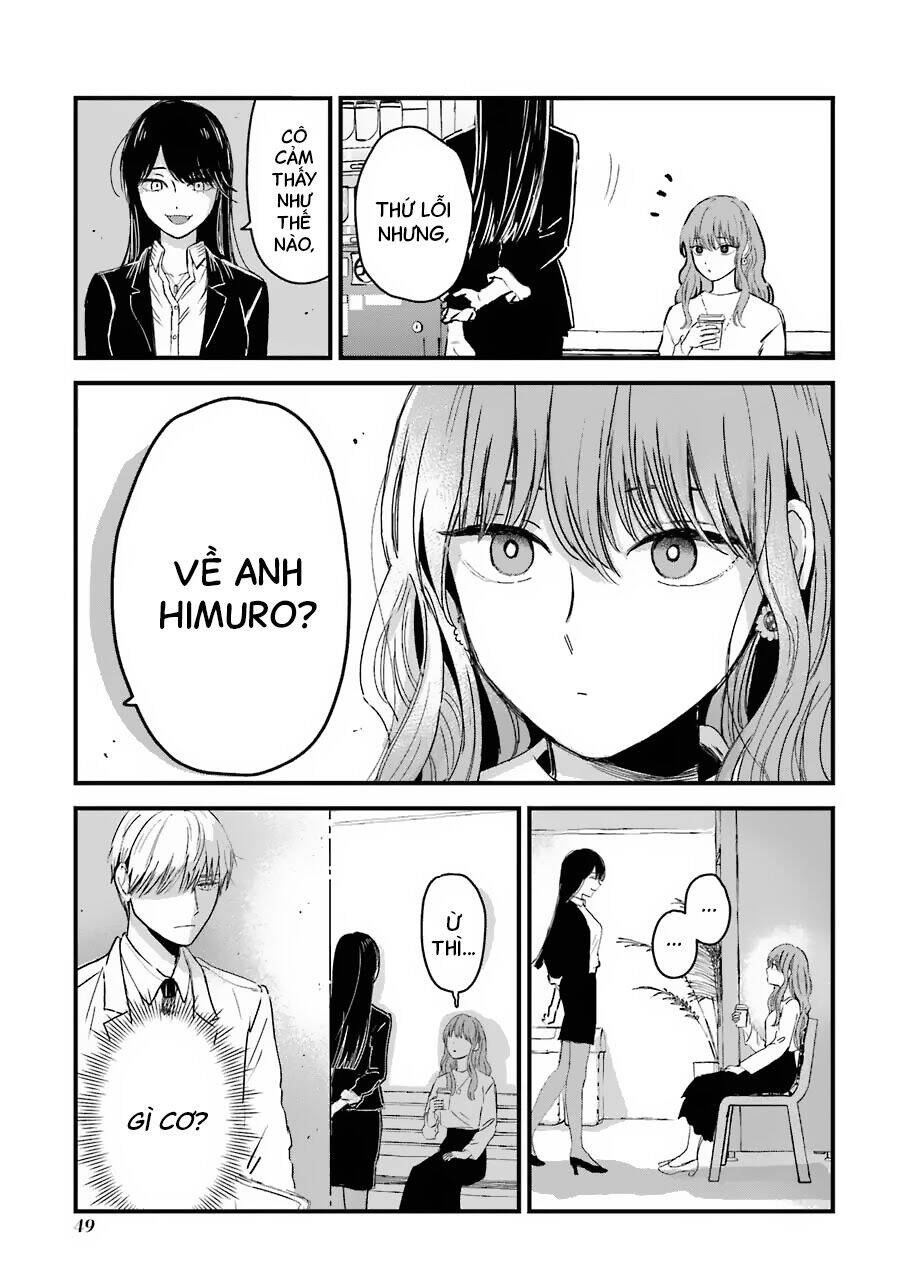 THỨ LỖI
NHƯNG,
CÔ
CẢM
THẤY
NHƯ
THẾ
NÀO,
VỀ ANH
HIMURO?
...
...
Ừ
THÌ...
GÌ CƠ?
49